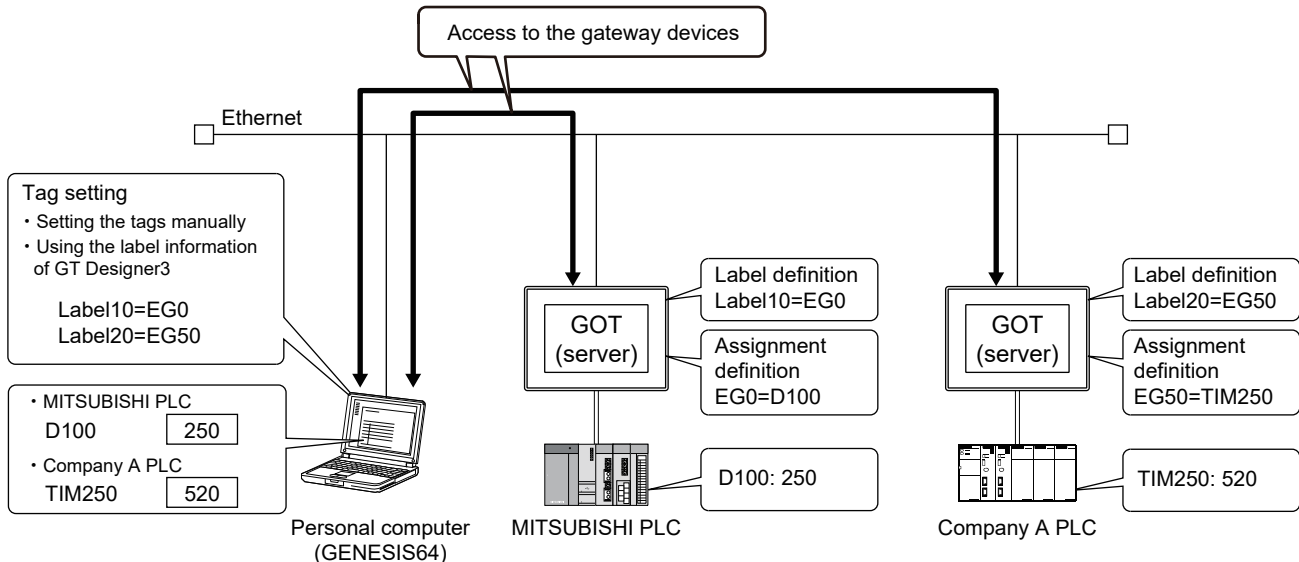 Access to the gateway devices
Ethernet
Tag setting
・Setting the tags manually
・Using the label information
of GT Designer3
Label10=EG0
Label20=EG50
・MITSUBISHI PLC
D100 250
・Company A PLC
TIM250 520
Personal computer
(GENESIS64)
GOT
(server)
Label definition
Label10=EG0
Assignment
definition
EG0=D100
D100: 250
MITSUBISHI PLC
GOT
(server)
Label definition
Label20=EG50
Assignment
definition
EG50=TIM250
TIM250: 520
Company A PLC